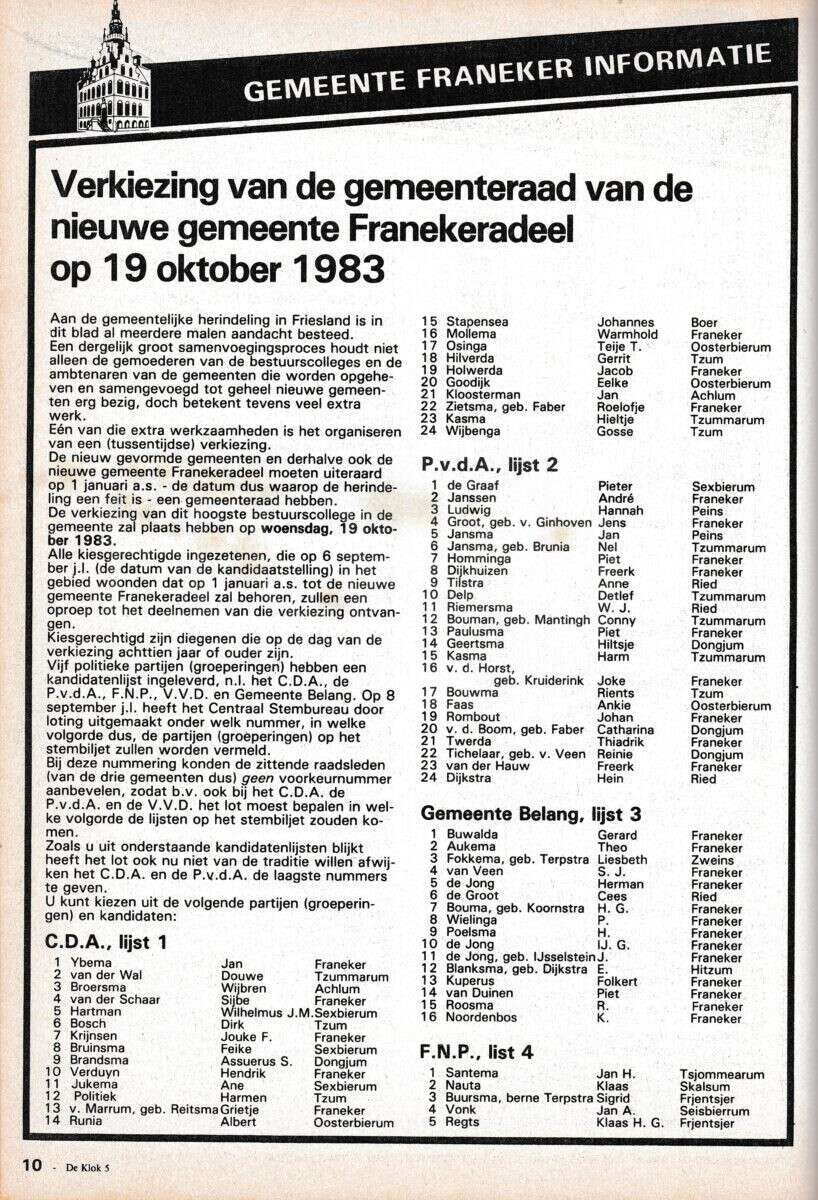 GEMEENTE FRANEKER INFORMATIE
Verkiezing van de gemeenteraad van de
nieuwe gemeente Franekeradeel
op 19 oktober 1983
Aan de gemeentelijke herindeling in Friesland is in
dit blad al meerdere malen aandacht besteed.
Een dergelijk groot samenvoegingsproces houdt niet
alleen de gemoederen van de bestuurscolleges en de
ambtenaren van de gemeenten die worden opgehe-
ven en samengevoegd tot geheel nieuwe gemeen-
ten erg bezig, doch betekent tevens veel extra
werk.
Eén van die extra werkzaamheden is het organiseren
van een (tussentijdse) verkiezing.
De nieuw gevormde gemeenten en derhalve ook de
nieuwe gemeente Franekeradeel moeten uiteraard
op 1 januari a.s. - de datum dus waarop de herinde-
ling een feit is - een gemeenteraad hebben.
De verkiezing van dit hoogste bestuurscollege in de
gemeente zal plaats hebben op woensdag, 19 okto-
ber 1983.
Alle kiesgerechtigde ingezetenen, die op 6 septem-
ber j.l. (de datum van de kandidaatstelling) in het
gebied woonden dat op 1 januari a.s. tot de nieuwe
gemeente Franekeradeel zal behoren, zullen een
oproep tot het deelnemen van die verkiezing ontvan-
gen.
Kiesgerechtigd zijn diegenen die op de dag van de
verkiezing achttien jaar of ouder zijn.
Vijf politieke partijen (groeperingen) hebben een
kandidatenlijst ingeleverd, n.l. het C.D.A., de
P.v.d.A., F.N.P., V.V.D. en Gemeente Belang. Op 8
september j.l. heeft het Centraal Stembureau door
loting uitgemaakt onder welk nummer, in welke
volgorde dus, de partijen (groeperingen) op het
stembiljet zullen worden vermeld.
Bij deze nummering konden de zittende raadsleden
(van de drie gemeenten dus) geen voorkeurnummer
aanbevelen, zodat b.v. ook bij het C.D.A. de
P.v.d.A. en de V.V.D. het lot moest bepalen in wel-
ke volgorde de lijsten op het stembiljet zouden ko-
men.
Zoals u uit onderstaande kandidatenlijsten blijkt
heeft het lot ook nu niet van de traditie willen afwij-
ken het C.D.A. en de P.v.d.A. de laagste nummers
te geven.
U kunt kiezen uit de volgende partijen (groeperin-
gen) en kandidaten:
C.D.A., lijst 1
1 Ybema Jan Franeker
2 van der Wal Douwe Tzummarum
3 Broersma Wijbren Achlum
4 van der Schaar Sijbe Franeker
5 Hartman Wilhelmus J.M. Sexbierum
6 Bosch Dirk Tzum
7 Krijnsen Jouke F. Franeker
8 Bruinsma Feike Sexbierum
9 Brandsma Assuerus S. Dongjum
10 Verduyn Hendrik Franeker
11 Jukema Ane Sexbierum
12 Politiek Harmen Tzum
13 v. Marrum, geb. Reitsma Grietje Franeker
14 Runia Albert Oosterbierum
15 Stapensea Johannes Boer
16 Mollema Warmhold Franeker
17 Osinga Teije T. Oosterbierum
18 Hilverda Gerrit Tzum
19 Holwerda Jacob Franeker
20 Goodijk Eelke Oosterbierum
21 Kloosterman Jan Achlum
22 Zietsma, geb. Faber Roelofje Franeker
23 Kasma Hieltje Tzummarum
24 Wijbenga Gosse Tzum
P.v.d.A., lijst 2
1 de Graaf Pieter Sexbierum
2 Janssen André Franeker
3 Ludwig Hannah Peins
4 Groot, geb. v. Ginhoven Jens Franeker
5 Jansma Jan Peins
6 Jansma, geb. Brunia Nel Tzummarum
7 Homminga Piet Franeker
8 Dijkhuizen Freerk Franeker
9 Tilstra Anne Ried
10 Delp Detlef Tzummarum
11 Riemersma W. J. Ried
12 Bouman, geb. Mantingh Conny Tzummarum
13 Paulusma Piet Franeker
14 Geertsma Hiltsje Dongjum
15 Kasma Harm Tzummarum
16 v. d. Horst,
geb. Kruiderink Joke Franeker
17 Bouwma Rients Tzum
18 Faas Ankie Oosterbierum
19 Rombout Johan Franeker
20 v. d. Boom, geb. Faber Catharina Dongjum
21 Twerda Thiadrik Franeker
22 Tichelaar, geb. v. Veen Reinie Dongjum
23 van der Hauw Freerk Franeker
24 Dijkstra Hein Ried
Gemeente Belang, lijst 3
1 Buwalda Gerard Franeker
2 Aukema Theo Franeker
3 Fokkema, geb. Terpstra Liesbeth Zweins
4 van Veen S. J. Franeker
5 de Jong Herman Franeker
6 de Groot Cees Ried
7 Bouma, geb. Koornstra H. G. Franeker
8 Wielinga P. Franeker
9 Poelsma H. Franeker
10 de Jong IJ. G. Franeker
11 de Jong, geb. IJsselstein J. Franeker
12 Blanksma, geb. Dijkstra E. Hitzum
13 Kuperus Folkert Franeker
14 van Duinen Piet Franeker
15 Roosma R. Franeker
16 Noordenbos K. Franeker
F.N.P., list 4
1 Santema Jan H. Tsjommearum
2 Nauta Klaas Skalsum
3 Buursma, berne Terpstra Sigrid Frjentsjer
4 Vonk Jan A. Seisbierrum
5 Regts Klaas H. G. Frjentsjer
10 - De Klok 5